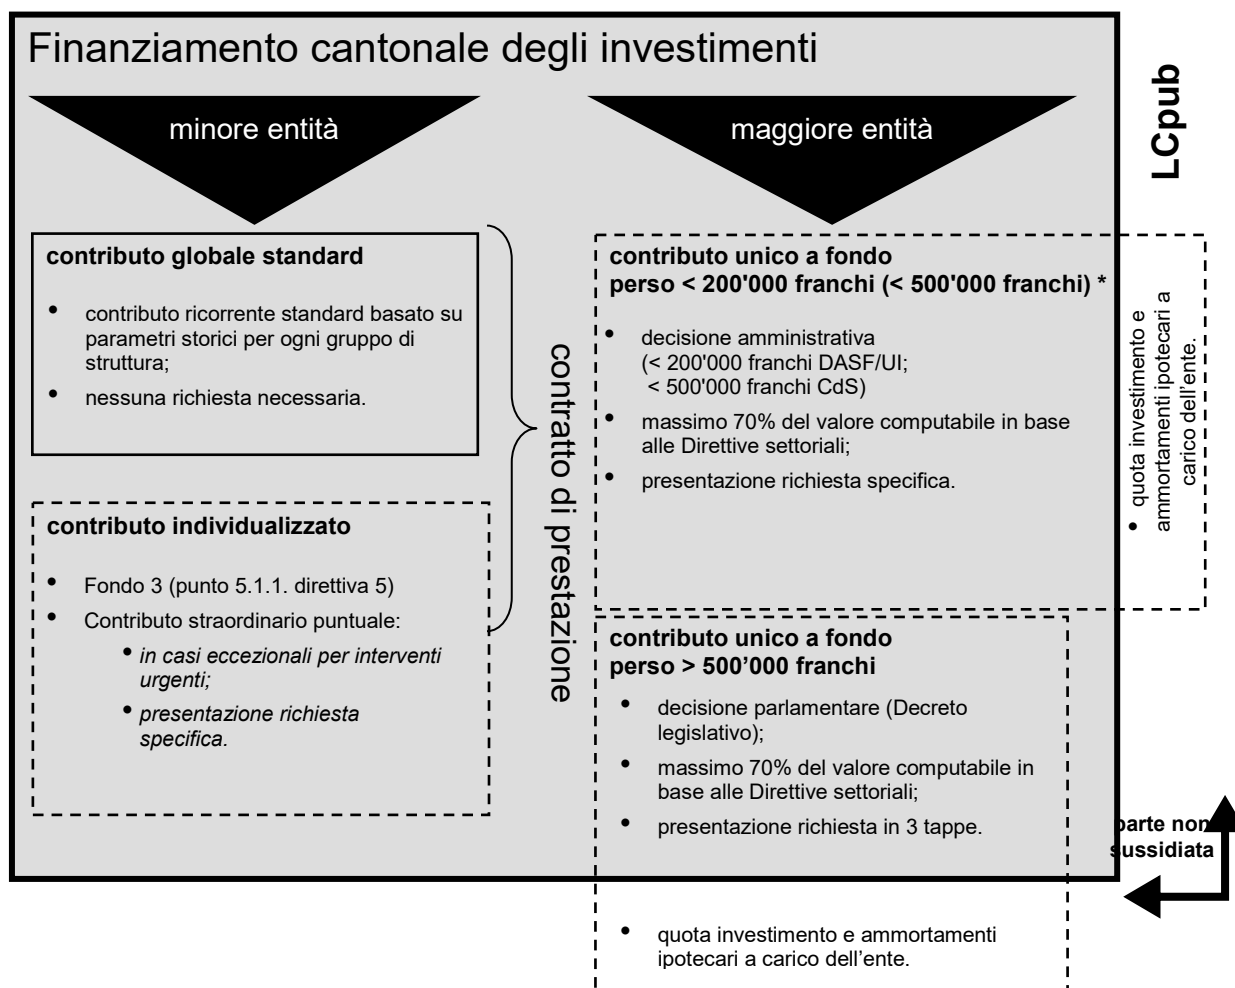 Finanziamento cantonale degli investimenti
minore entità
maggiore entità
LCpub
contributo globale standard
• contributo ricorrente standard basato su
parametri storici per ogni gruppo di
struttura;
• nessuna richiesta necessaria.
contributo individualizzato
• Fondo 3 (punto 5.1.1. direttiva 5)
• Contributo straordinario puntuale:
• in casi eccezionali per interventi
urgenti;
• presentazione richiesta
specifica.
contratto di prestazione
contributo unico a fondo
perso < 200'000 franchi (< 500'000 franchi) *
• decisione amministrativa
(< 200'000 franchi DASF/UI;
< 500'000 franchi CdS)
• massimo 70% del valore computabile in base
alle Direttive settoriali;
• presentazione richiesta specifica.
• quota investimento e
ammortamenti ipotecari a
carico dell'ente.
contributo unico a fondo
perso > 500’000 franchi
• decisione parlamentare (Decreto
legislativo);
• massimo 70% del valore computabile in
base alle Direttive settoriali;
• presentazione richiesta in 3 tappe.
parte non
sussidiata
• quota investimento e ammortamenti
ipotecari a carico dell’ente.